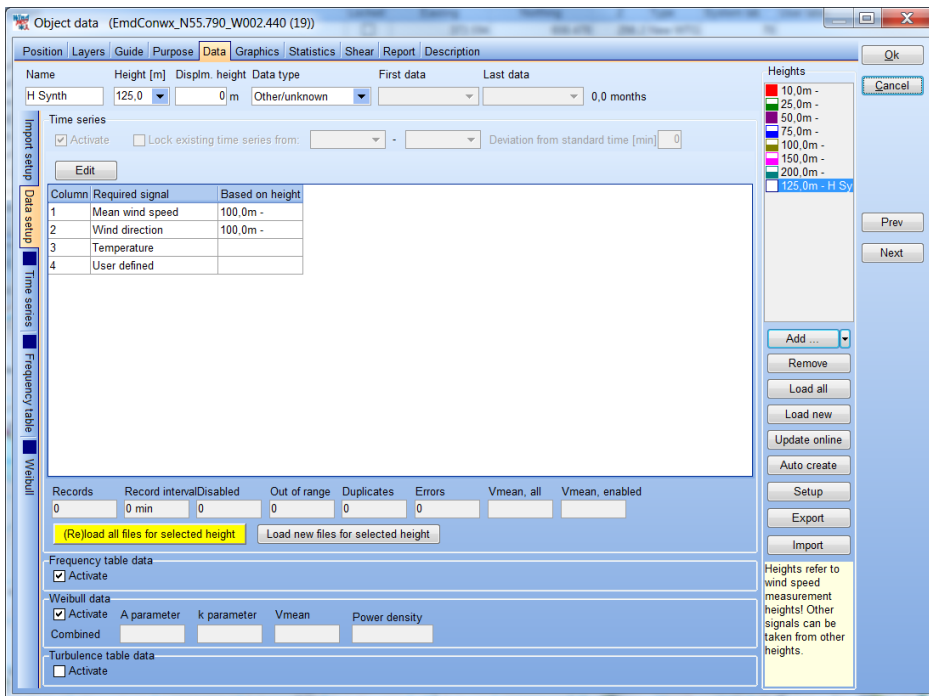 Object data (EmdConwx_N55.790_W002.440 (19))
Position Layers Guide Purpose Data Graphics Statistics Shear Report Description
Ok
Cancel
Prev
Next
Name Height [m] Displm. height Data type First data Last data
H Synth 125,0 0 m Other/unknown 0,0 months
Import setup
Data setup
Time series
Frequency table
Weibull
Time series
Activate Lock existing time series from: - Deviation from standard time [min] 0
Edit
Column Required signal Based on height
1 Mean wind speed 100,0m -
2 Wind direction 100,0m -
3 Temperature
4 User defined
Records Record interval Disabled Out of range Duplicates Errors Vmean, all Vmean, enabled
0 0 min 0 0 0 0
(Re)load all files for selected height Load new files for selected height
Frequency table data
Activate
Weibull data
Activate A parameter k parameter Vmean Power density
Combined
Turbulence table data
Activate
Heights
10,0m -
25,0m -
50,0m -
75,0m -
100,0m -
150,0m -
200,0m -
125,0m - H Sy
Add ...
Remove
Load all
Load new
Update online
Auto create
Setup
Export
Import
Heights refer to
wind speed
measurement
heights! Other
signals can be
taken from other
heights.